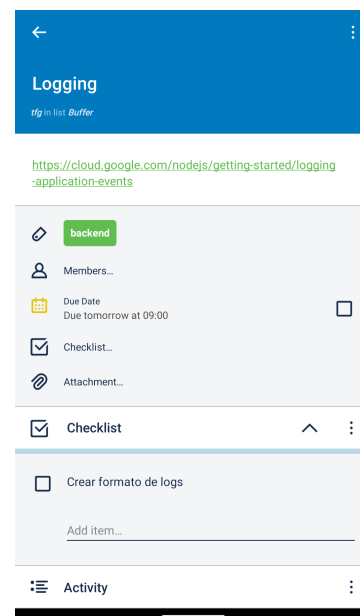 Logging
tfg in list Buffer
https://cloud.google.com/nodejs/getting-started/logging
-application-events
backend
Members...
Due Date
Due tomorrow at 09:00
Checklist...
Attachment...
Checklist
Crear formato de logs
Add item...
Activity